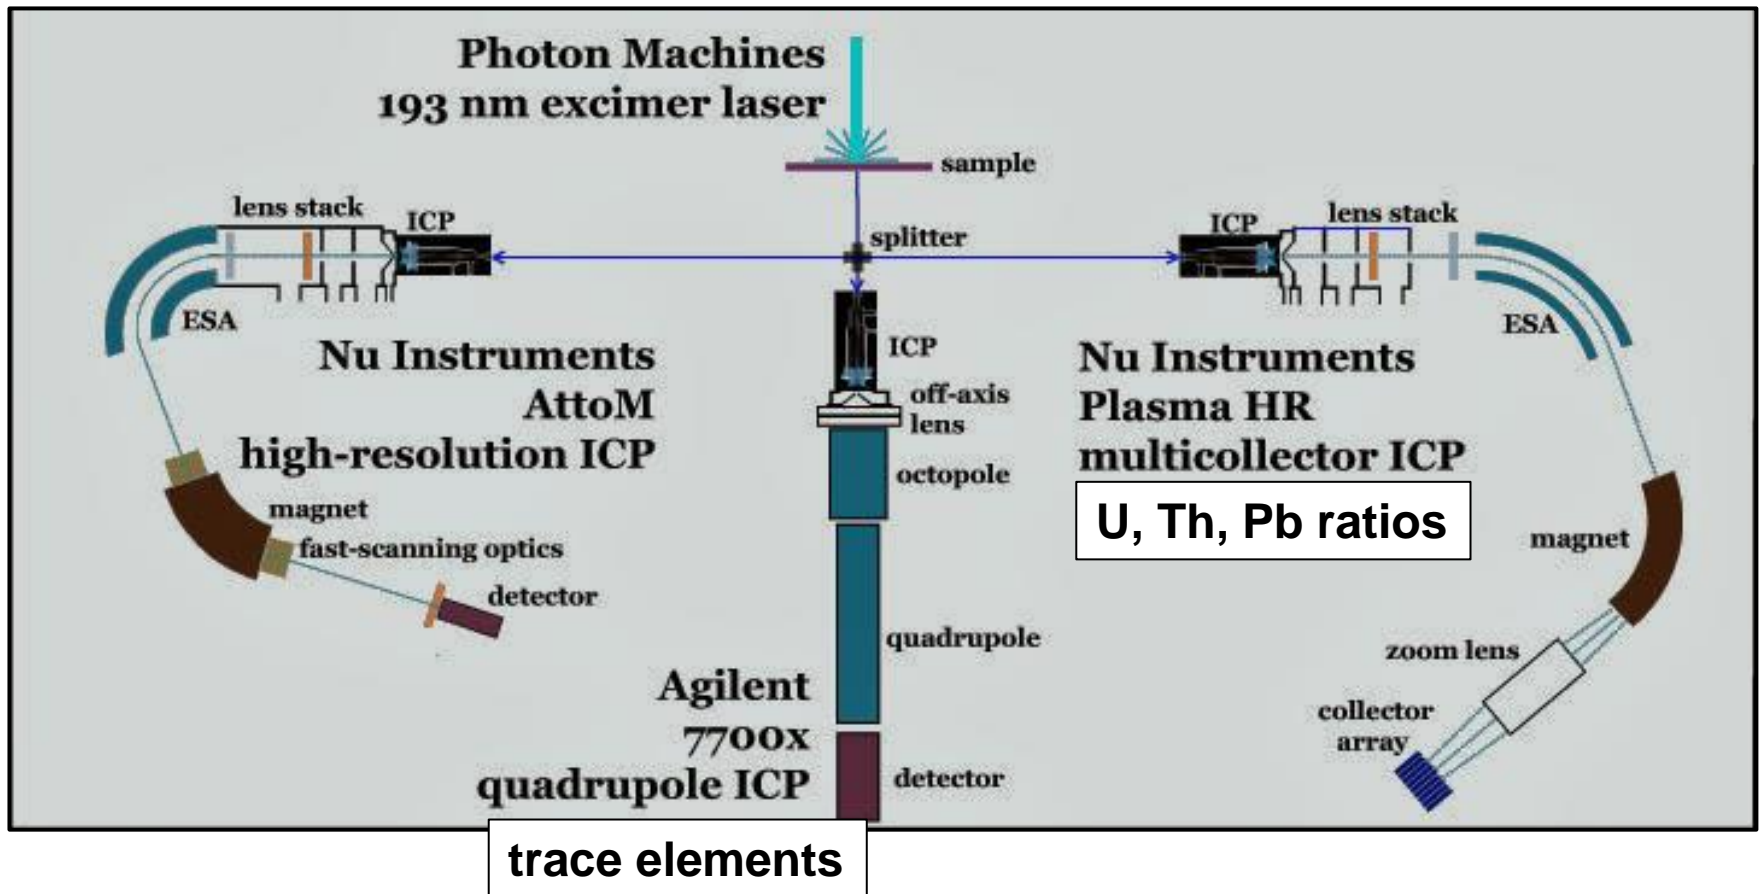 Photon Machines
193 nm excimer laser
sample
splitter
lens stack
ICP
ESA
Nu Instruments
AttoM
high-resolution ICP
magnet
fast-scanning optics
detector
ICP
off-axis
lens
octopole
quadrupole
Agilent
7700x
quadrupole ICP
detector
trace elements
ICP
lens stack
ESA
Nu Instruments
Plasma HR
multicollector ICP
U, Th, Pb ratios
magnet
zoom lens
collector
array